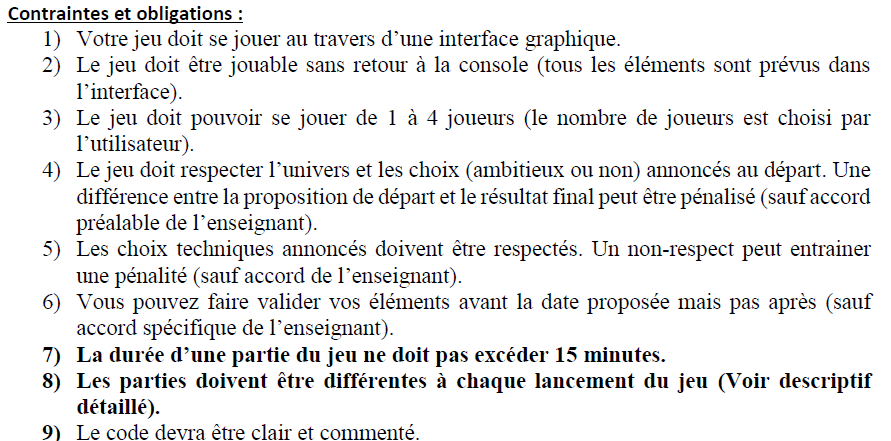 Contraintes et obligations :
1) Votre jeu doit se jouer au travers d’une interface graphique.
2) Le jeu doit être jouable sans retour à la console (tous les éléments sont prévus dans
l’interface).
3) Le jeu doit pouvoir se jouer de 1 à 4 joueurs (le nombre de joueurs est choisi par
l’utilisateur).
4) Le jeu doit respecter l’univers et les choix (ambitieux ou non) annoncés au départ. Une
différence entre la proposition de départ et le résultat final peut être pénalisé (sauf accord
préalable de l’enseignant).
5) Les choix techniques annoncés doivent être respectés. Un non-respect peut entrainer
une pénalité (sauf accord de l’enseignant).
6) Vous pouvez faire valider vos éléments avant la date proposée mais pas après (sauf
accord spécifique de l’enseignant).
7) La durée d’une partie du jeu ne doit pas excéder 15 minutes.
8) Les parties doivent être différentes à chaque lancement du jeu (Voir descriptif
détaillé).
9) Le code devra être clair et commenté.